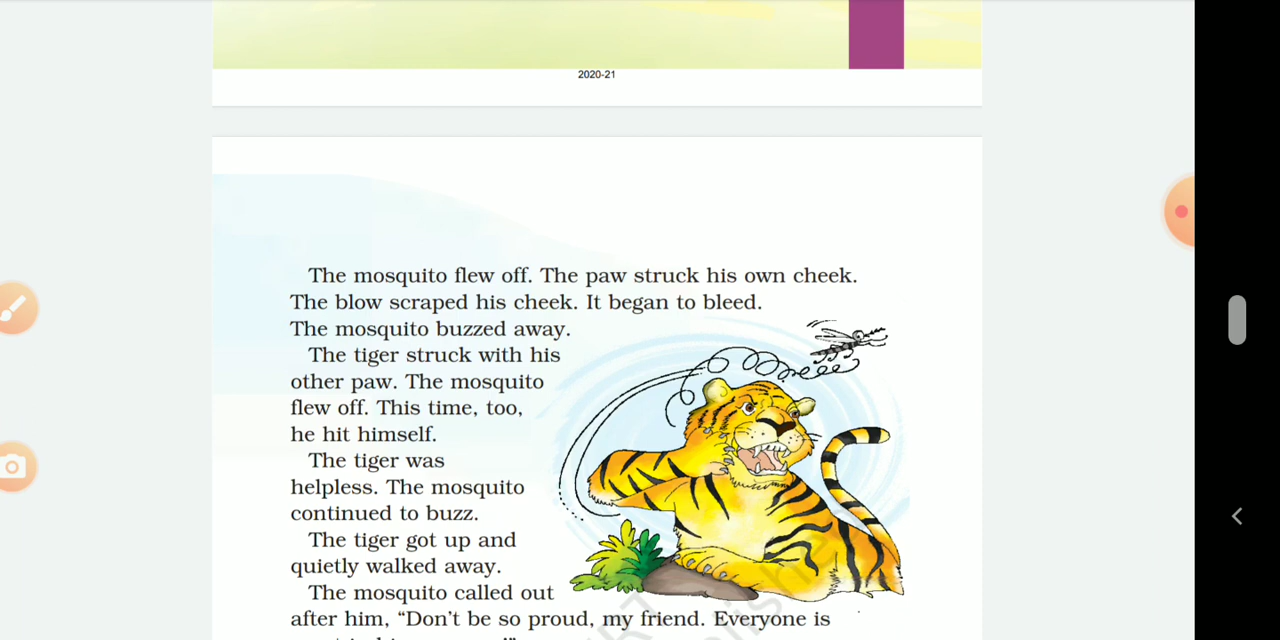 2020-21
The mosquito flew off. The paw struck his own cheek.
The blow scraped his cheek. It began to bleed.
The mosquito buzzed away.
The tiger struck with his
other paw. The mosquito
flew off. This time, too,
he hit himself.
The tiger was
helpless. The mosquito
continued to buzz.
The tiger got up and
quietly walked away.
The mosquito called out
after him, “Don't be so proud, my friend. Everyone is